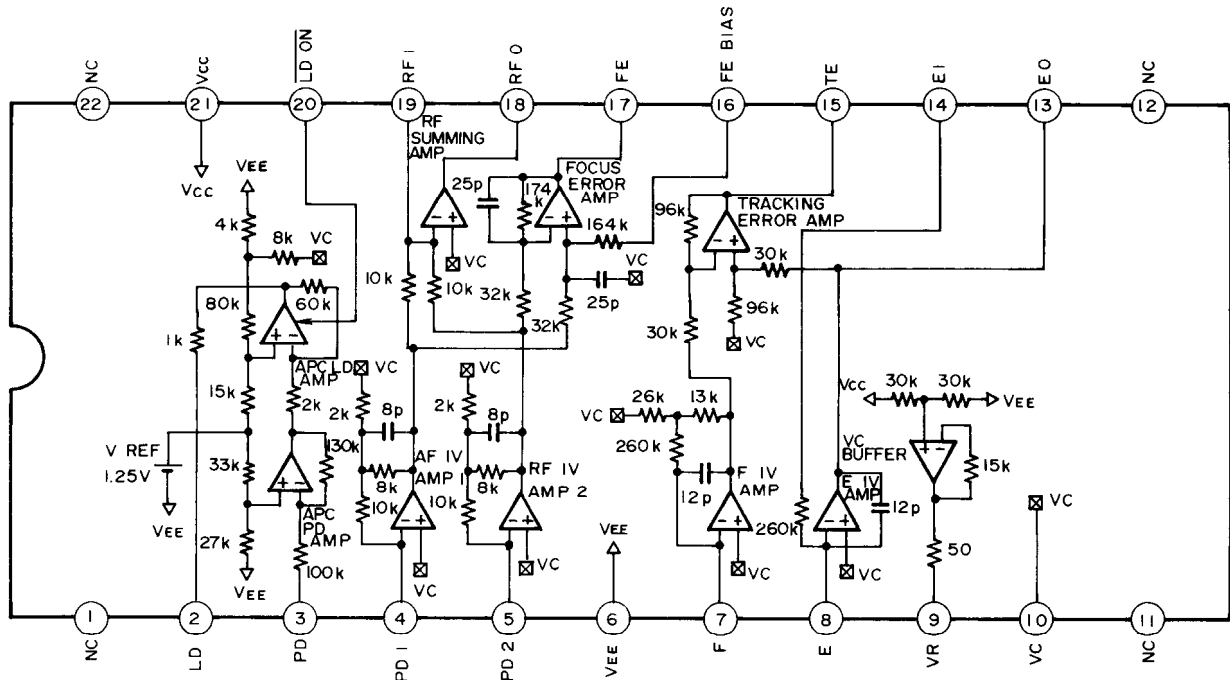 NC
Vcc
LD ON
RF I
RF O
FE
FE BIAS
TE
EI
EO
NC
22
21
20
19
18
17
16
15
14
13
12
RF
SUMMING
AMP
VCC
VEE
4k
8k
VC
25p
174
k
FOCUS
ERROR
AMP
- +
VC
164k
VC
25p
96k
TRACKING
ERROR AMP
- +
30k
96k
VC
80k
60k
1k
+ -
APC LD
AMP
10k
10k
32k
32k
30k
15k
2k
V REF
1.25V
VEE
33k
130k
+ -
APC
PD
AMP
27k
VEE
100k
VC
2k
8p
8k
10k
AF IV
AMP 1
- +
VC
VC
2k
8p
8k
10k
RF IV
AMP 2
- +
VC
VEE
VC
26k
13k
260k
12p
F IV
AMP
- +
VC
260k
E IV
AMP
- +
12p
VC
Vcc
30k
30k
VEE
VC
BUFFER
+ -
15k
50
VC
1
2
3
4
5
6
7
8
9
10
11
NC
LD
PD
PD 1
PD 2
VEE
F
E
VR
VC
NC